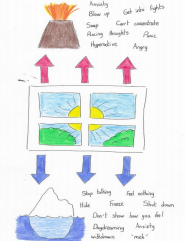 Anxiety
Blow up
Get into fights
Snap
Can't concentrate
Racing thoughts
Panic
Hyperactive
Angry
Stop talking
Feel nothing
Hide
Freeze
Shut down
Don't show how you feel
Daydreaming
Anxiety
withdrawn
"meh"